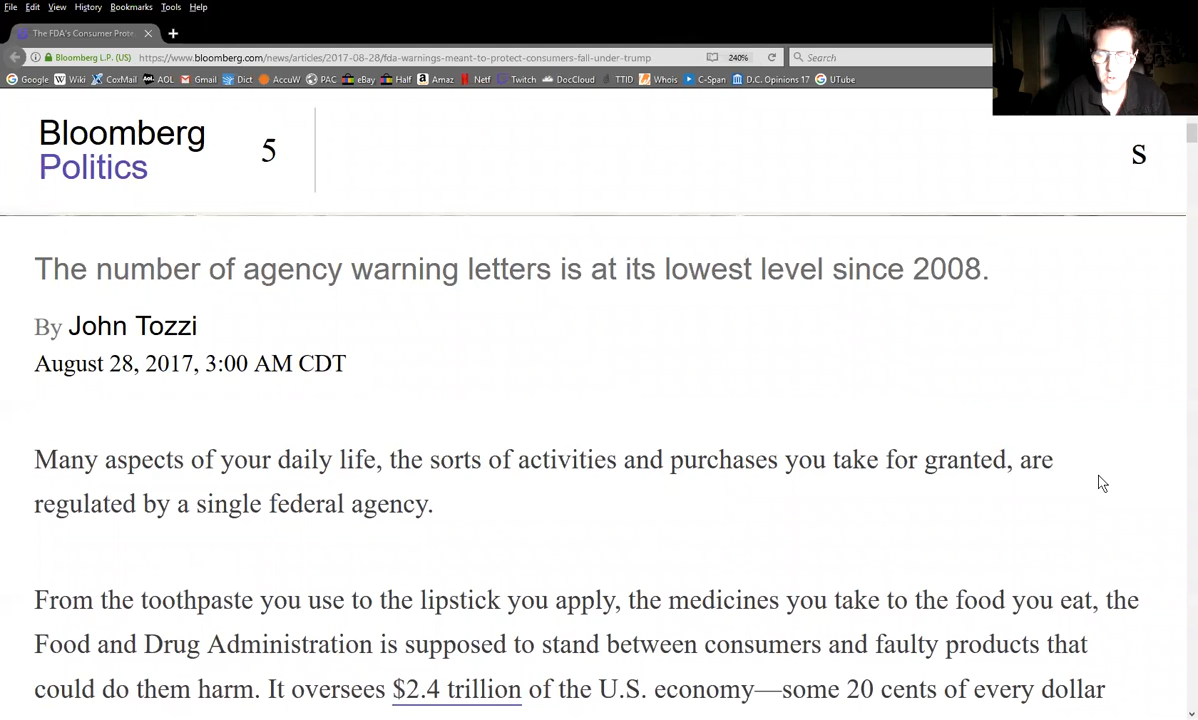 File Edit View History Bookmarks Tools Help
The FDA's Consumer Prote
Bloomberg L.P. (US) https://www.bloomberg.com/news/articles/2017-08-28/fda-warnings-meant-to-protect-consumers-fall-under-trump 240% Search
Google Wiki CoxMail AOL Gmail Dict AccuW PAC eBay Half Amaz Netf Twitch DocCloud TTID Whois C-Span D.C. Opinions 17 UTube
Bloomberg
Politics
5
S
The number of agency warning letters is at its lowest level since 2008.
By John Tozzi
August 28, 2017, 3:00 AM CDT
Many aspects of your daily life, the sorts of activities and purchases you take for granted, are
regulated by a single federal agency.
From the toothpaste you use to the lipstick you apply, the medicines you take to the food you eat, the
Food and Drug Administration is supposed to stand between consumers and faulty products that
could do them harm. It oversees $2.4 trillion of the U.S. economy—some 20 cents of every dollar